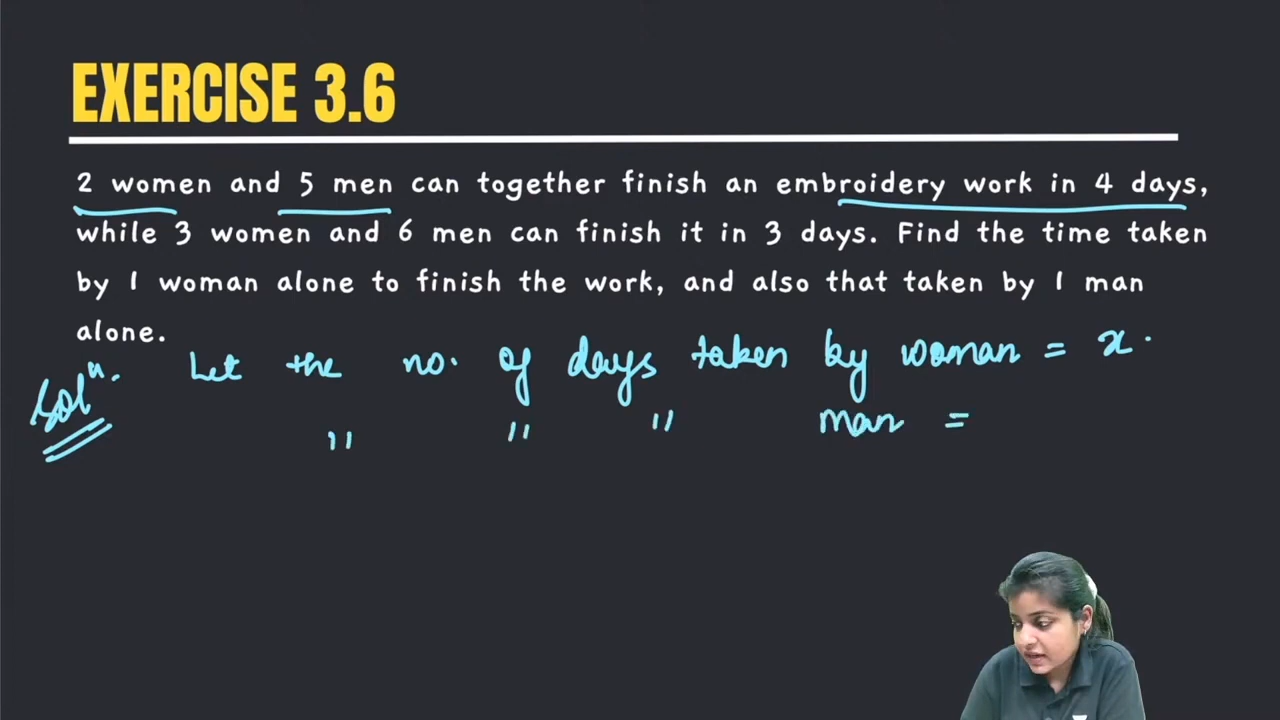 EXERCISE 3.6
2 women and 5 men can together finish an embroidery work in 4 days,
while 3 women and 6 men can finish it in 3 days. Find the time taken
by 1 woman alone to finish the work, and also that taken by 1 man
alone.
Solⁿ. Let the no. of days taken by woman = x.
" " " man =